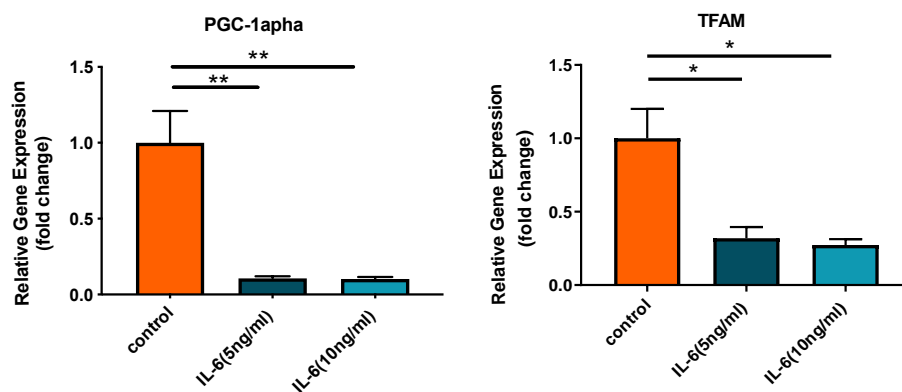 PGC-1apha
**
**
Relative Gene Expression
(fold change)
1.5
1.0
0.5
0.0
control
IL-6(5ng/ml)
IL-6(10ng/ml)
TFAM
*
*
Relative Gene Expression
(fold change)
1.5
1.0
0.5
0.0
control
IL-6(5ng/ml)
IL-6(10ng/ml)